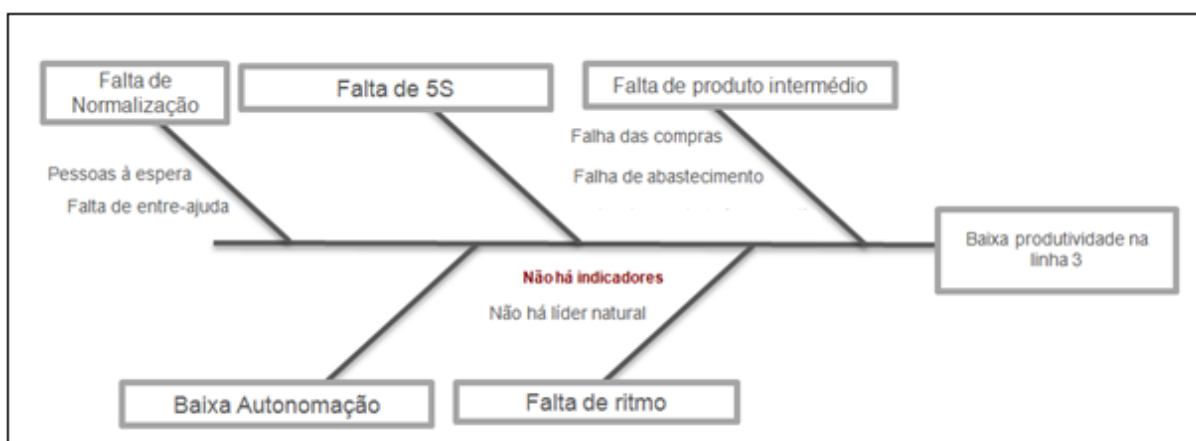 Falta de
Normalização
Falta de 5S
Falta de produto intermédio
Falha das compras
Pessoas à espera
Falha de abastecimento
Falta de entre-ajuda
Baixa produtividade na
linha 3
Não há indicadores
Não há líder natural
Baixa Autonomação
Falta de ritmo